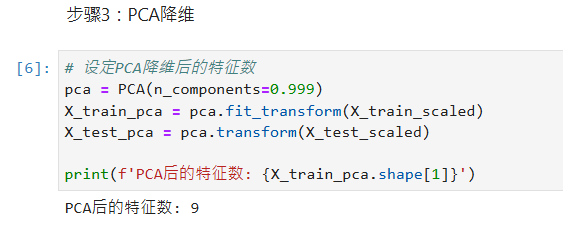 步骤3：PCA降维
[6]: # 设定PCA降维后的特征数
pca = PCA(n_components=0.999)
X_train_pca = pca.fit_transform(X_train_scaled)
X_test_pca = pca.transform(X_test_scaled)
print(f'PCA后的特征数: {X_train_pca.shape[1]}')
PCA后的特征数: 9